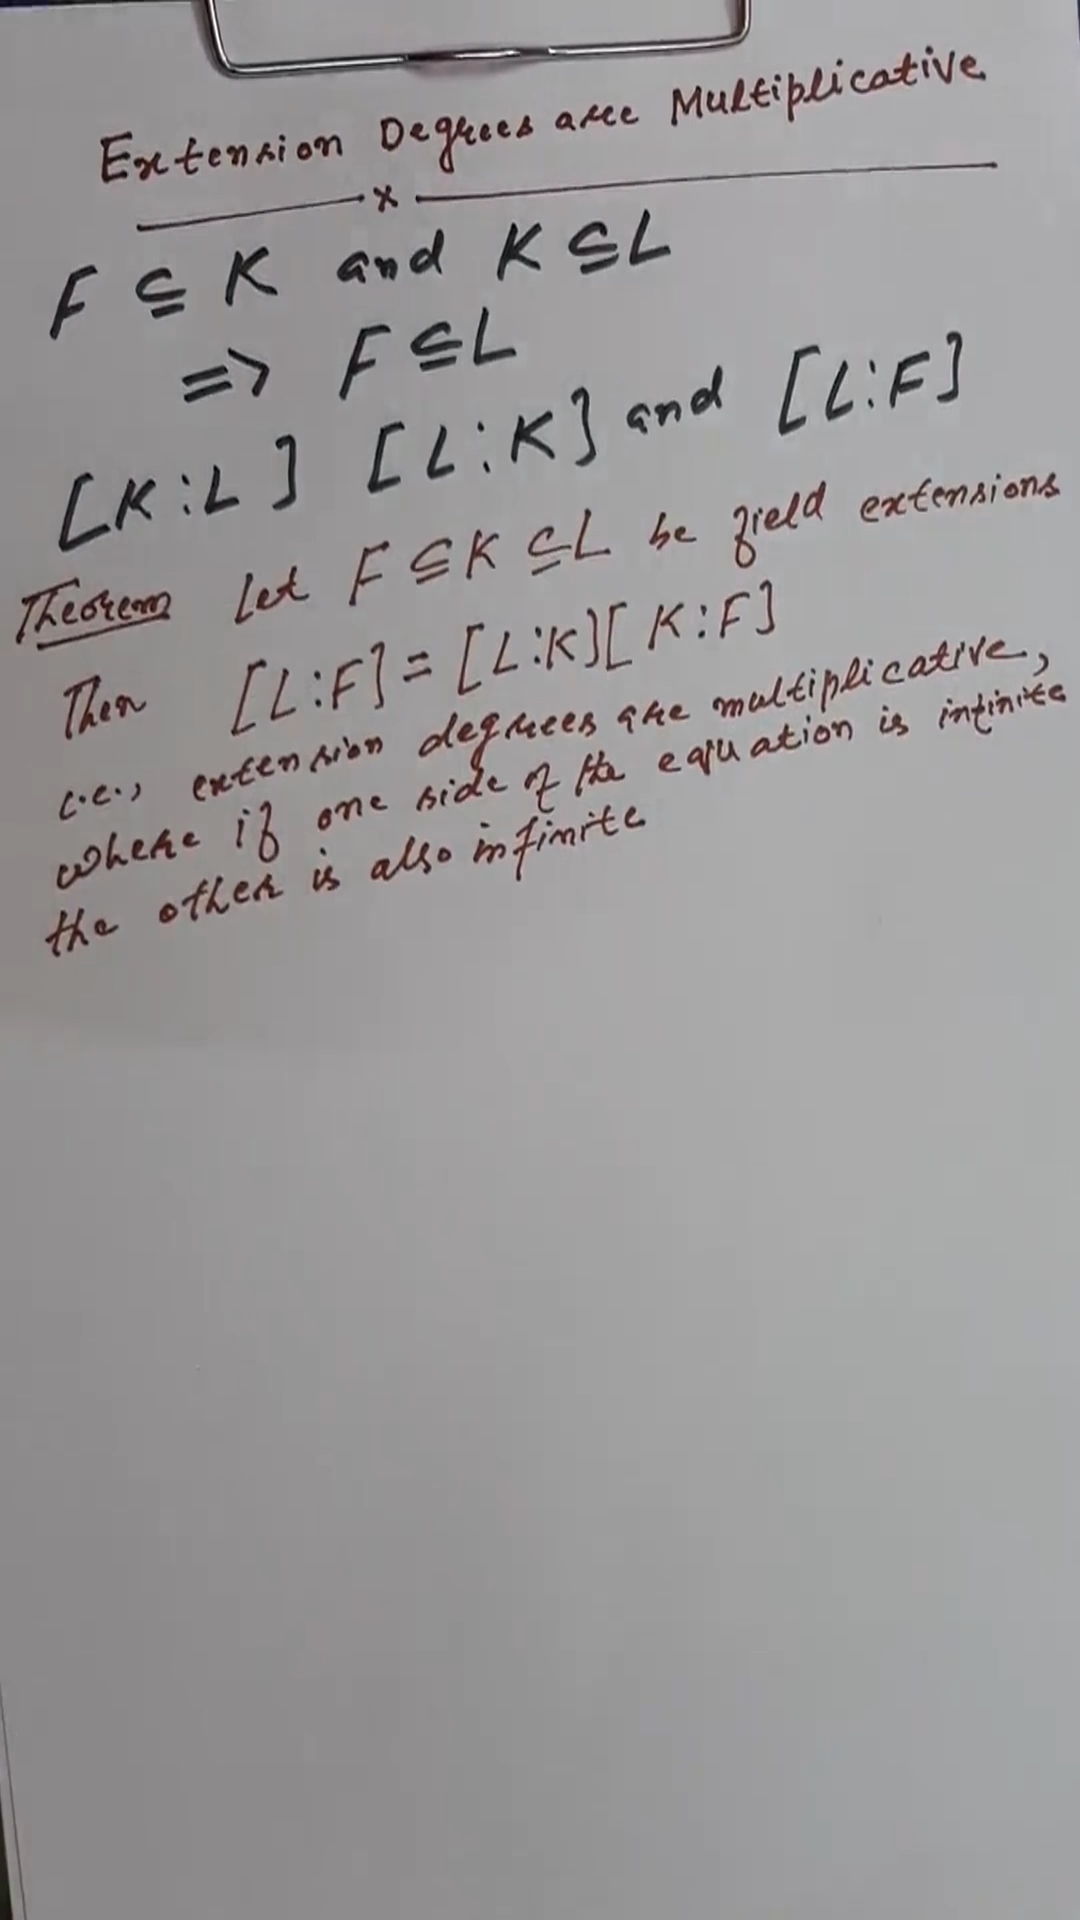 Extension Degrees are Multiplicative
x
F ⊆ K and K ⊆ L
=> F ⊆ L
[K:L] [L:K] and [L:F]
Theorem Let F ⊆ K ⊆ L be field extensions
Then [L:F] = [L:K][K:F]
i.e., extension degrees are multiplicative,
where if one side of the equation is infinite
the other is also infinite